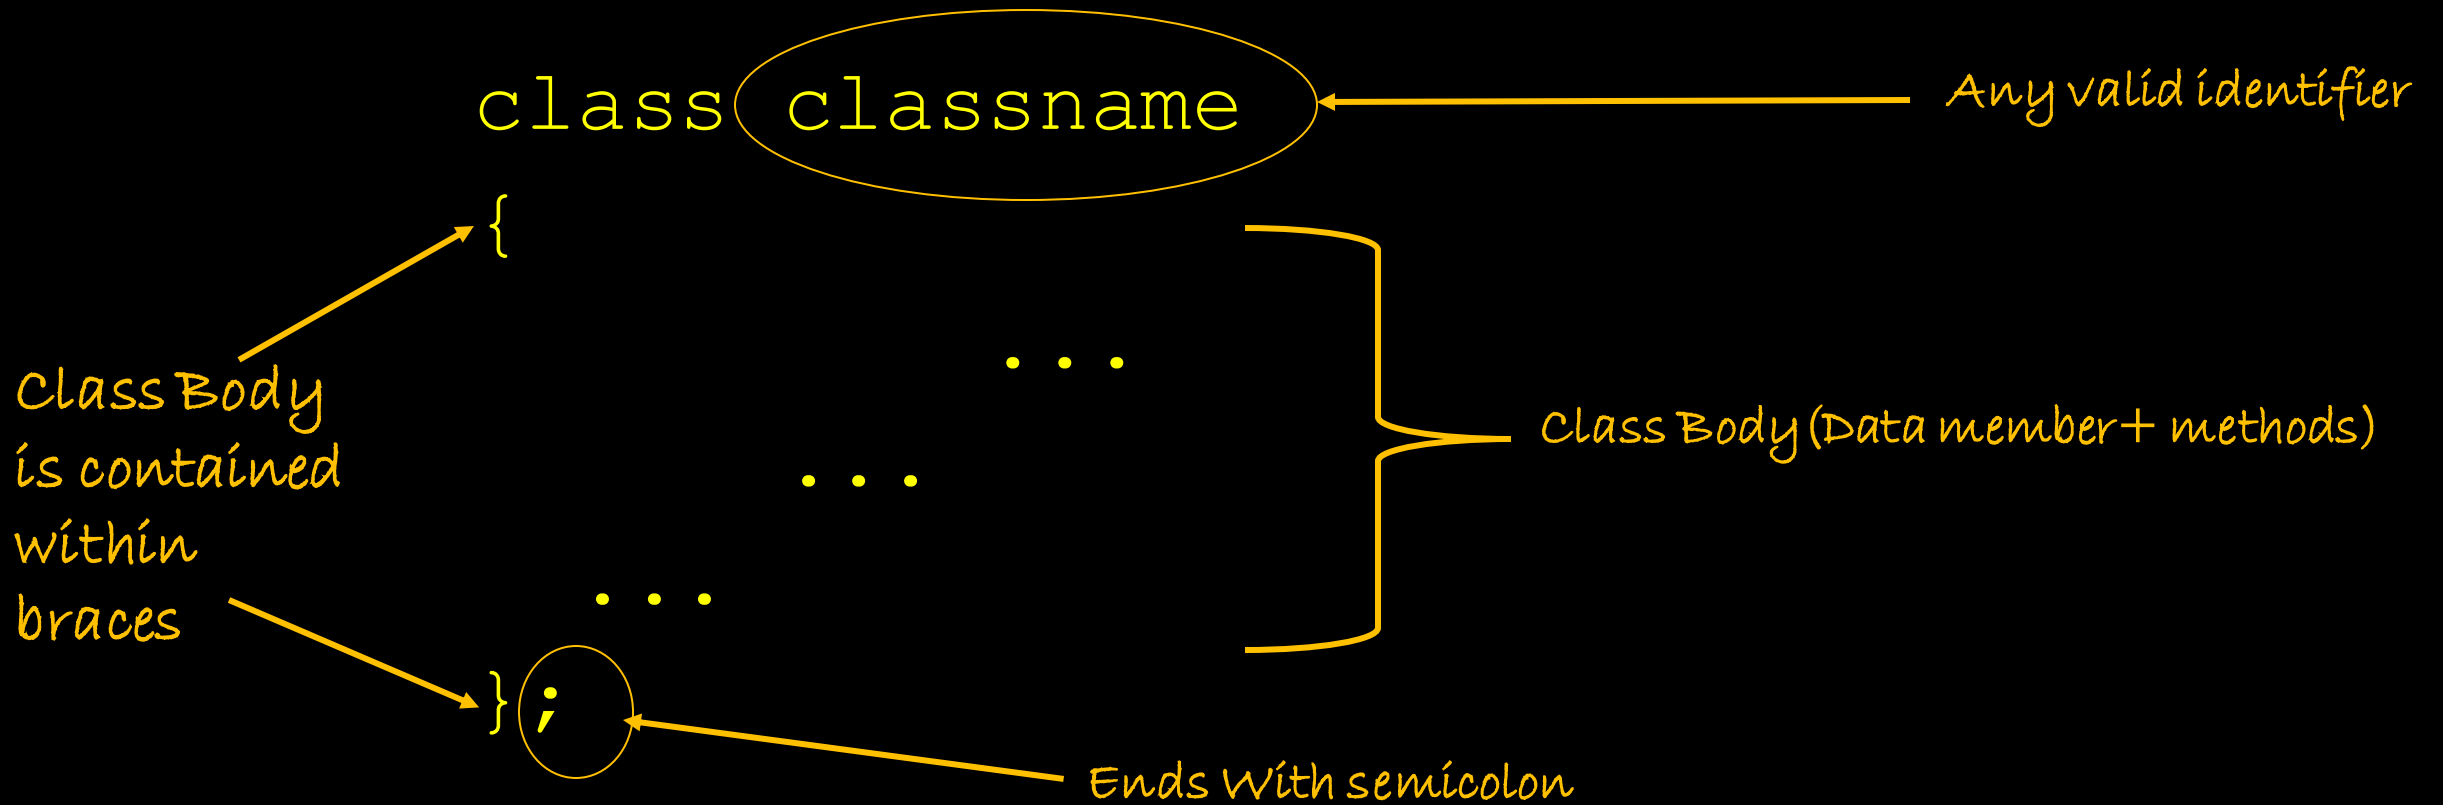 class classname
Any valid identifier
{
...
Class Body
is contained
within
braces
...
Class Body (Data member+ methods)
...
};
Ends With semicolon